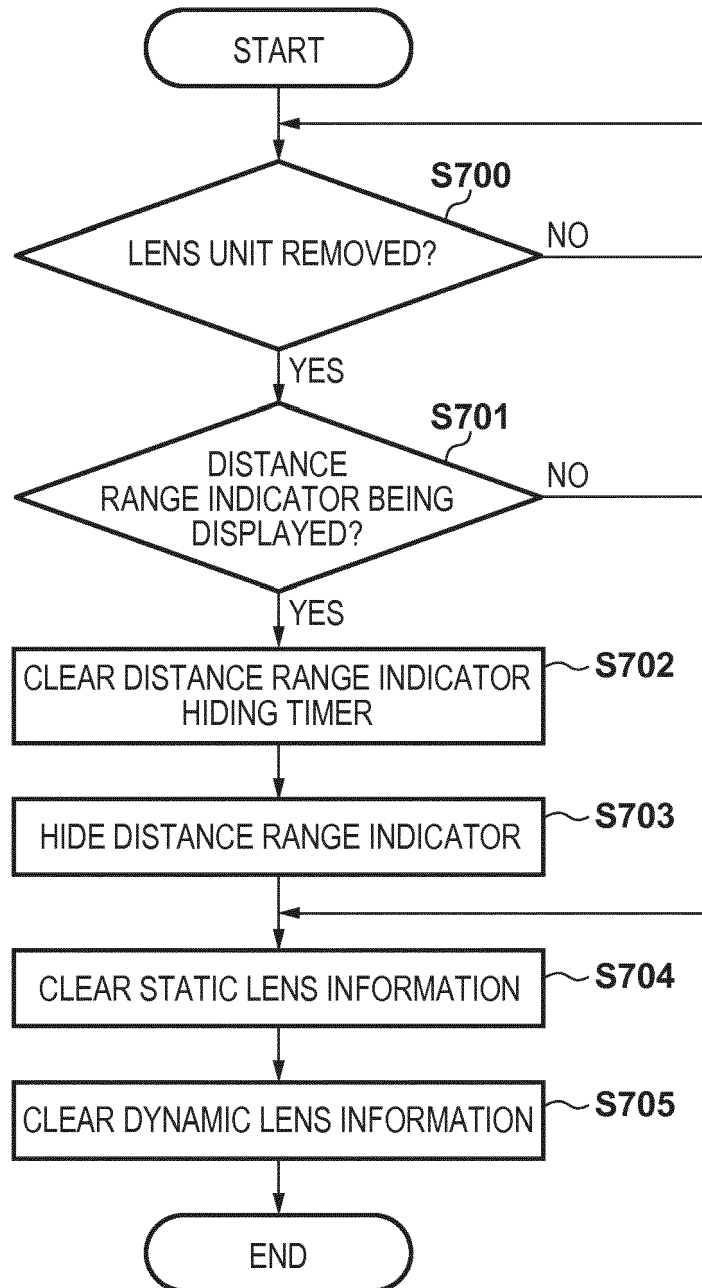 START
S700
LENS UNIT REMOVED?
NO
YES
S701
DISTANCE
RANGE INDICATOR BEING
DISPLAYED?
NO
YES
CLEAR DISTANCE RANGE INDICATOR
HIDING TIMER
S702
HIDE DISTANCE RANGE INDICATOR
S703
CLEAR STATIC LENS INFORMATION
S704
CLEAR DYNAMIC LENS INFORMATION
S705
END